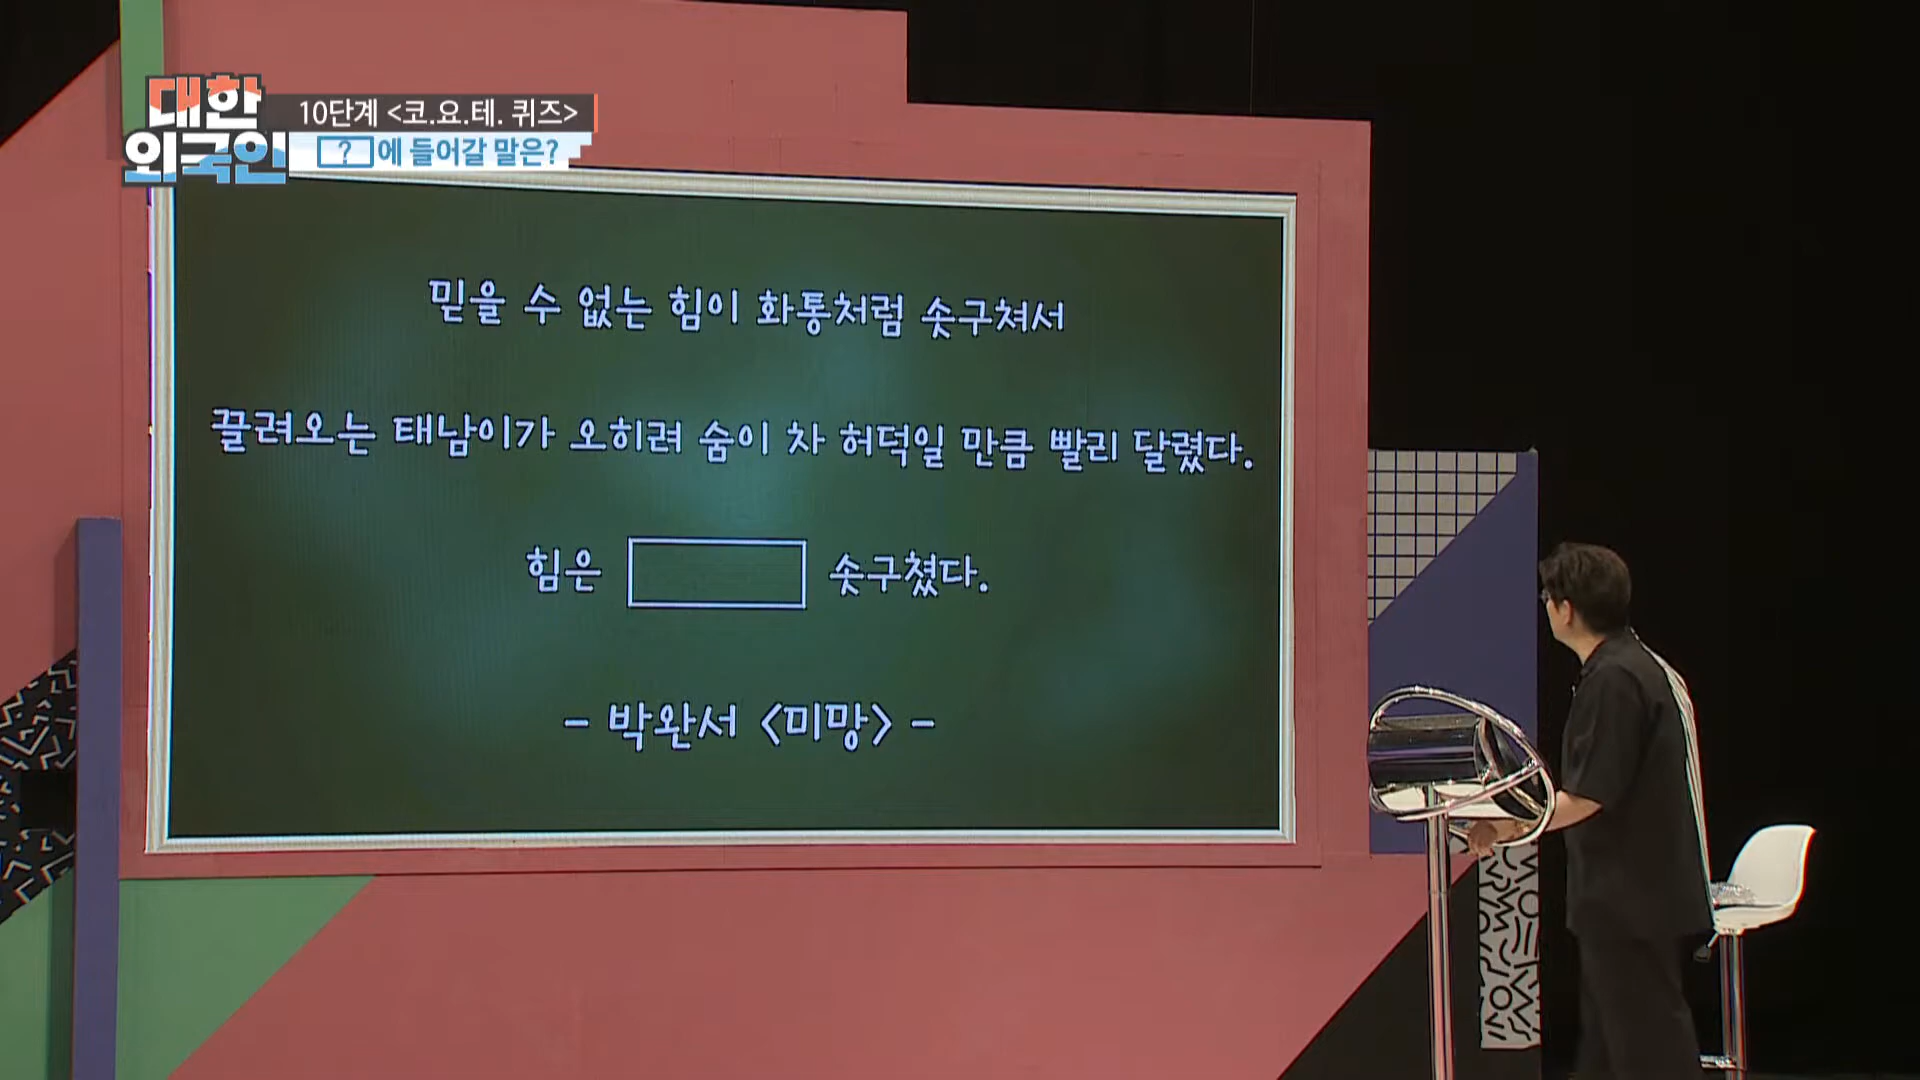 대한
외국인
10단계 <코.요.테. 퀴즈>
?에 들어갈 말은?
믿을 수 없는 힘이 화통처럼 솟구쳐서
끌려오는 태남이가 오히려 숨이 차 허덕일 만큼 빨리 달렸다.
힘은 솟구쳤다.
- 박완서 <미망> -